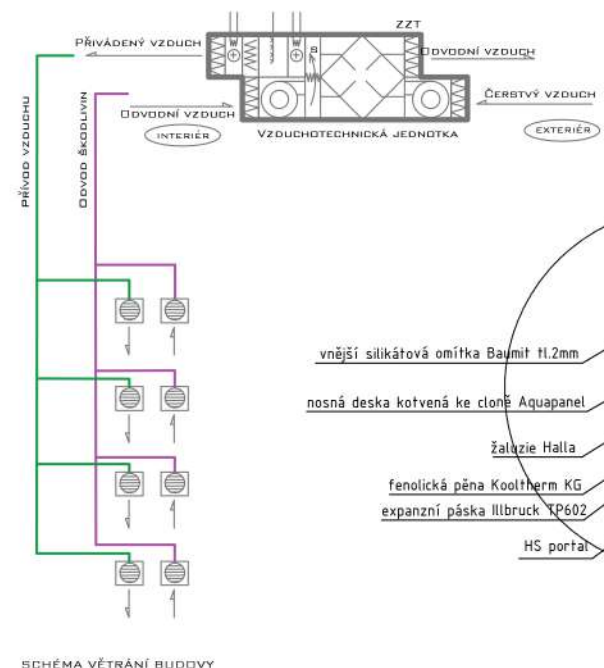 ZZT
PŘIVÁDENÝ VZDUCH
ODVODNÍ VZDUCH
S
ČERSTVÝ VZDUCH
ODVODNÍ VZDUCH
INTERIÉR
VZDUCHOTECHNICKÁ JEDNOTKA
EXTERIÉR
PŘÍVOD VZDUCHU
ODVOD ŠKODLIVIN
vnější silikátová omítka Baumit tl.2mm
nosná deska kotvená ke cloně Aquapanel
žaluzie Halla
fenolická pěna Kooltherm KG
expanzní páska Illbruck TP602
HS portal
SCHÉMA VĚTRÁNÍ BUDOVY